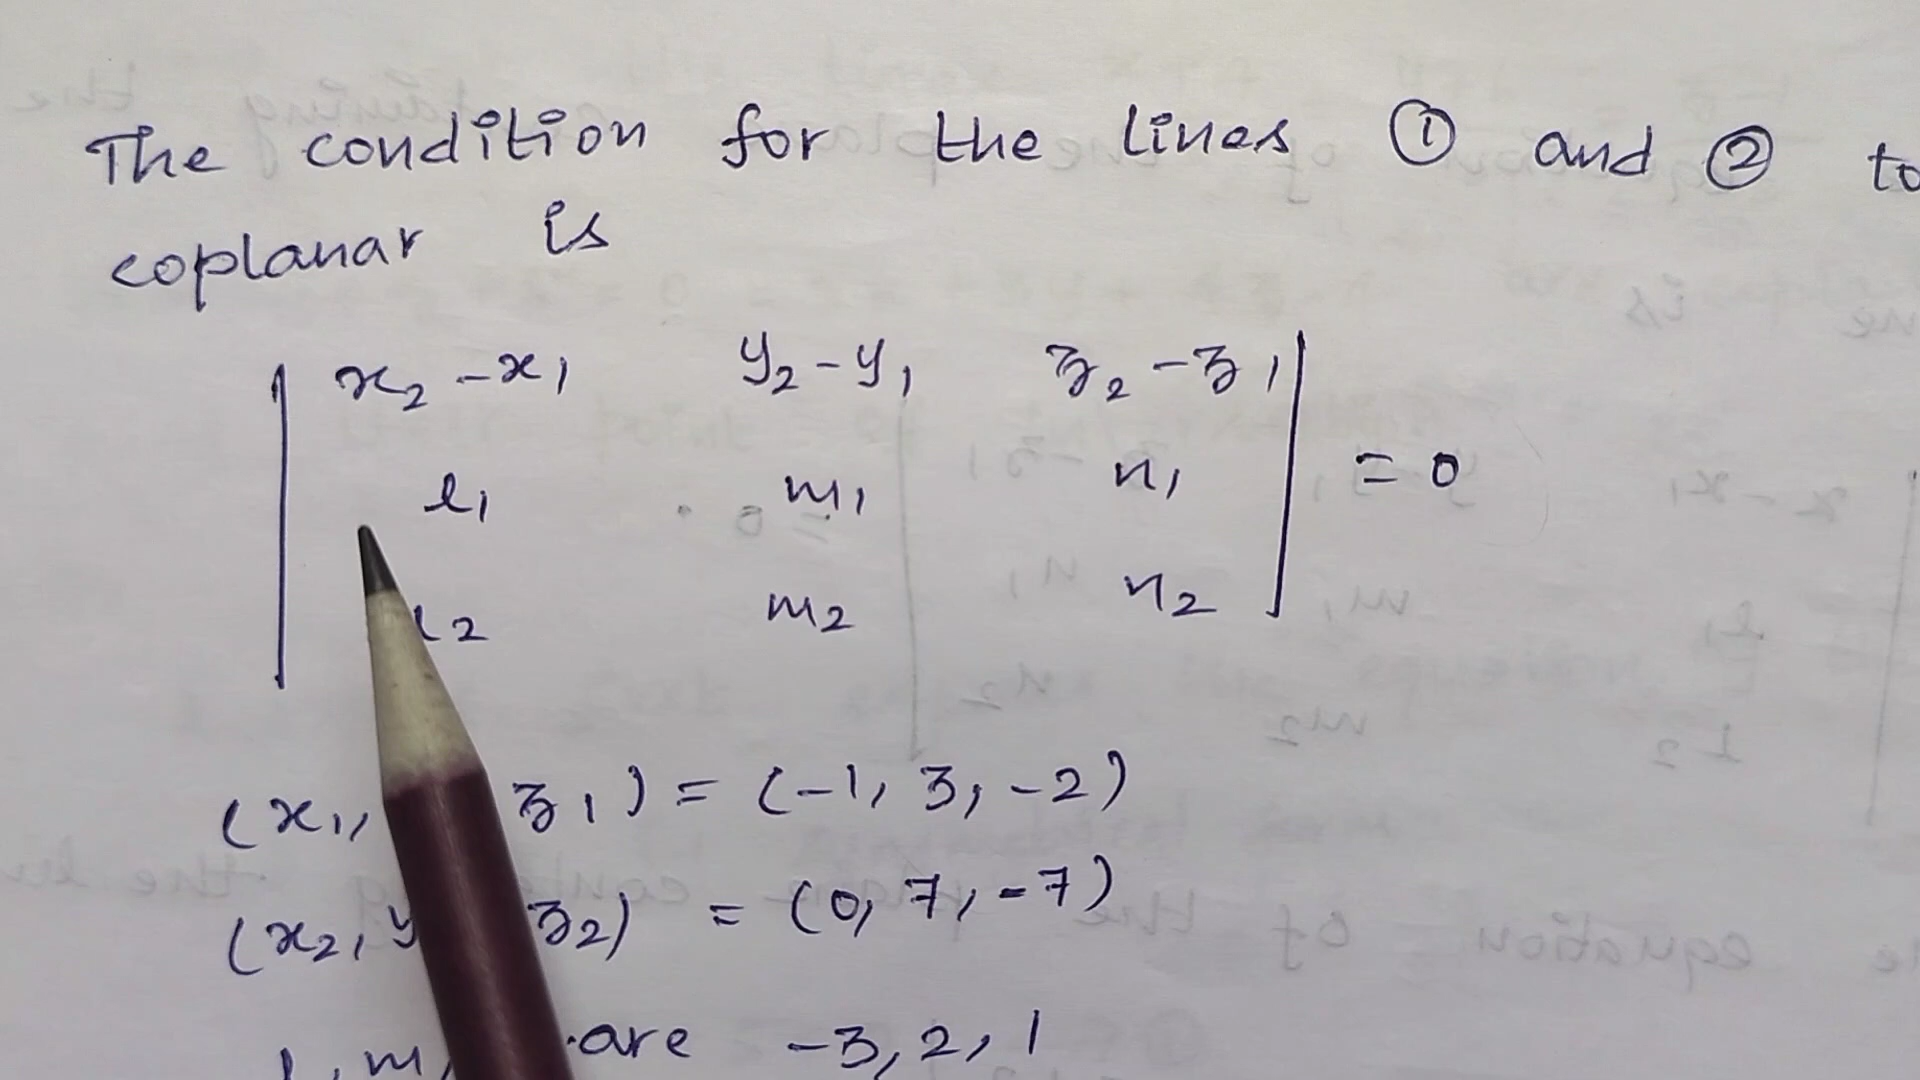 The condition for the lines ① and ② to
coplanar is
| x₂ - x₁ y₂ - y₁ z₂ - z₁ |
l₁ m₁ n₁ = 0
₂ m₂ n₂
(x₁, z₁) = (-1, 3, -2)
(x₂, y z₂) = (0, 7, -7)
l, m, are -3, 2, 1